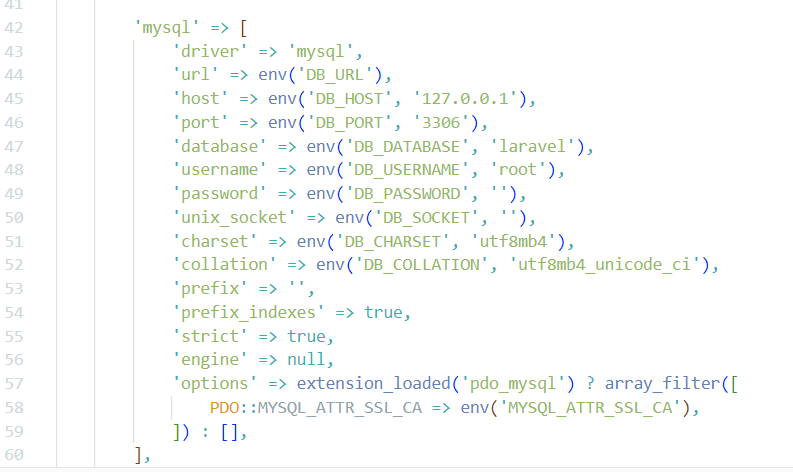 41
42 'mysql' => [
43 'driver' => 'mysql',
44 'url' => env('DB_URL'),
45 'host' => env('DB_HOST', '127.0.0.1'),
46 'port' => env('DB_PORT', '3306'),
47 'database' => env('DB_DATABASE', 'laravel'),
48 'username' => env('DB_USERNAME', 'root'),
49 'password' => env('DB_PASSWORD', ''),
50 'unix_socket' => env('DB_SOCKET', ''),
51 'charset' => env('DB_CHARSET', 'utf8mb4'),
52 'collation' => env('DB_COLLATION', 'utf8mb4_unicode_ci'),
53 'prefix' => '',
54 'prefix_indexes' => true,
55 'strict' => true,
56 'engine' => null,
57 'options' => extension_loaded('pdo_mysql') ? array_filter([
58 PDO::MYSQL_ATTR_SSL_CA => env('MYSQL_ATTR_SSL_CA'),
59 ]) : [],
60 ],